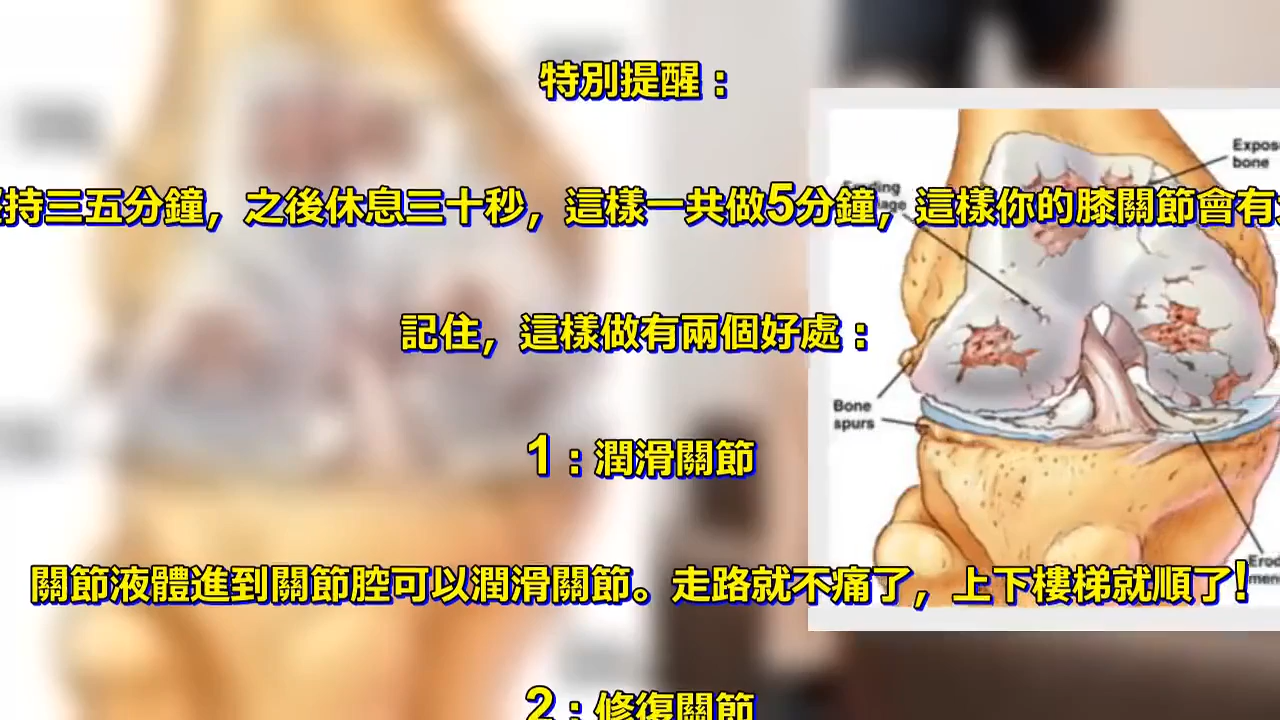 特別提醒：
持三五分鐘，之後休息三十秒，這樣一共做5分鐘，這樣你的膝關節會有
記住，這樣做有兩個好處：
1：潤滑關節
關節液體進到關節腔可以潤滑關節。走路就不痛了，上下樓梯就順了!
2：修復關節
bone
Bone
spurs